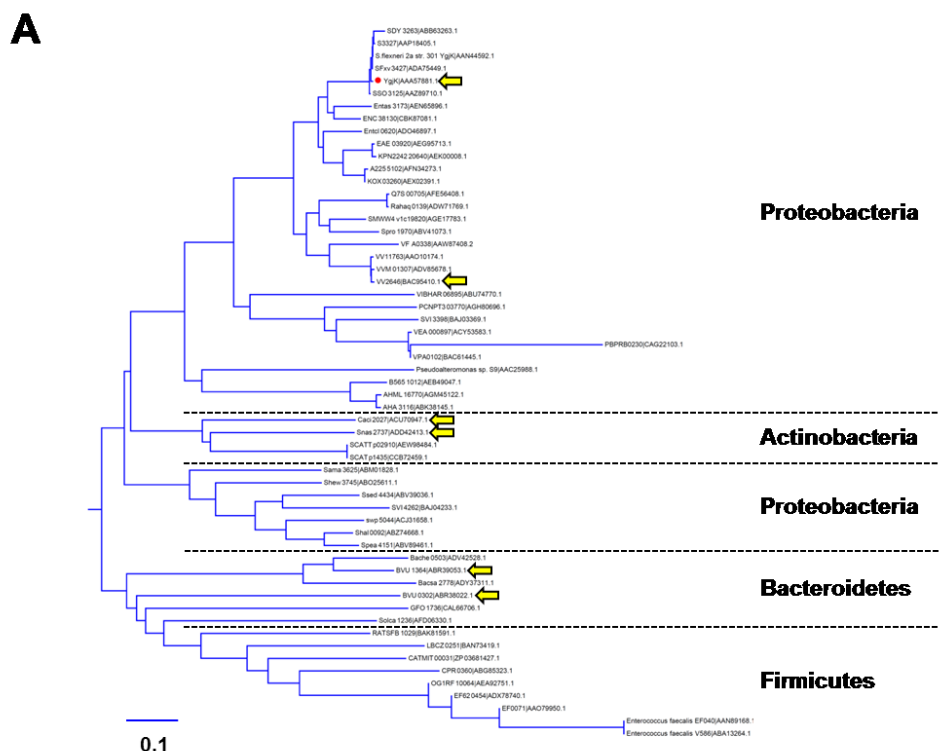 A
SDY 3263|ABB63263.1
S3327|AAP18405.1
S.flexneri 2a str. 301 YgjK|AAN44592.1
SFxv 3427|ADA75449.1
YgjK|AAA57881.1
SSO 3125|AAZ89710.1
Entas 3173|AEN65896.1
ENC 38130|CBK87081.1
Entcl 0620|ADO46897.1
EAE 03920|AEG95713.1
KPN2242 20640|AEK00008.1
A225 5102|AFN34273.1
KOX 03260|AEX02391.1
Q7S 00705|AFE56408.1
Rahaq 0139|ADW71769.1
SMWW4 v1c19820|AGE17783.1
Spro 1970|ABV41073.1
VF A0338|AAW87408.2
VV11763|AAO10174.1
VVM 01307|ADV85678.1
VV2646|BAC95410.1
VIBHAR 06895|ABU74770.1
PCNPT3 03770|AGH80696.1
SVI 3398|BAJ03369.1
VEA 000897|ACY53583.1
PBPRB0230|CAG22103.1
VPA0102|BAC61445.1
Pseudoalteromonas sp. S9|AAC25988.1
B565 1012|AEB49047.1
AHML 16770|AGM45122.1
AHA 3116|ABK38145.1
Proteobacteria
Caci 2027|ACU70947.1
Snas 2737|ADD42413.1
SCATT p02910|AEW98484.1
SCAT p1435|CCB72459.1
Actinobacteria
Sama 3625|ABM01828.1
Shew 3745|ABO25611.1
Ssed 4434|ABV39036.1
SVI 4262|BAJ04233.1
swp 5044|ACJ31658.1
Shal 0092|ABZ74668.1
Spea 4151|ABV89461.1
Proteobacteria
Bache 0503|ADV42528.1
BVU 1364|ABR39053.1
Bacsa 2778|ADY37311.1
BVU 0302|ABR38022.1
GFO 1736|CAL66706.1
Solca 1236|AFD06330.1
Bacteroidetes
RATSFB 1029|BAK81591.1
LBCZ 0251|BAN73419.1
CATMIT 00031|ZP 03681427.1
CPR0360|ABG85323.1
OG1RF 10064|AEA92751.1
EF62 0454|ADX78740.1
EF0071|AAO79950.1
Enterococcus faecalis EF040|AAN89168.1
Enterococcus faecalis V586|ABA13264.1
Firmicutes
0.1